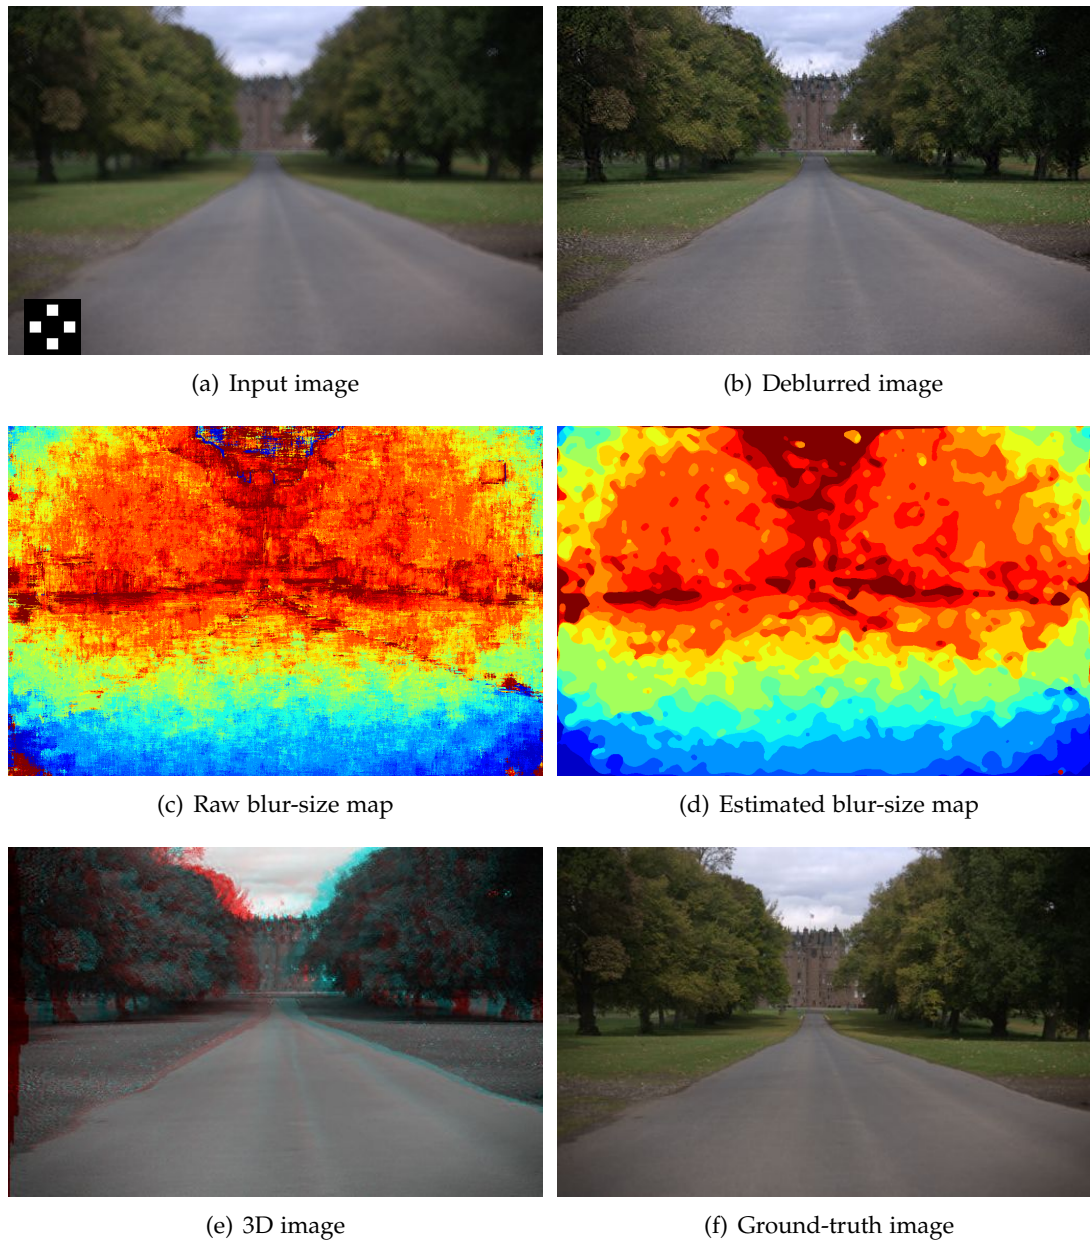 (a) Input image
(b) Deblurred image
(c) Raw blur-size map
(d) Estimated blur-size map
(e) 3D image
(f) Ground-truth image